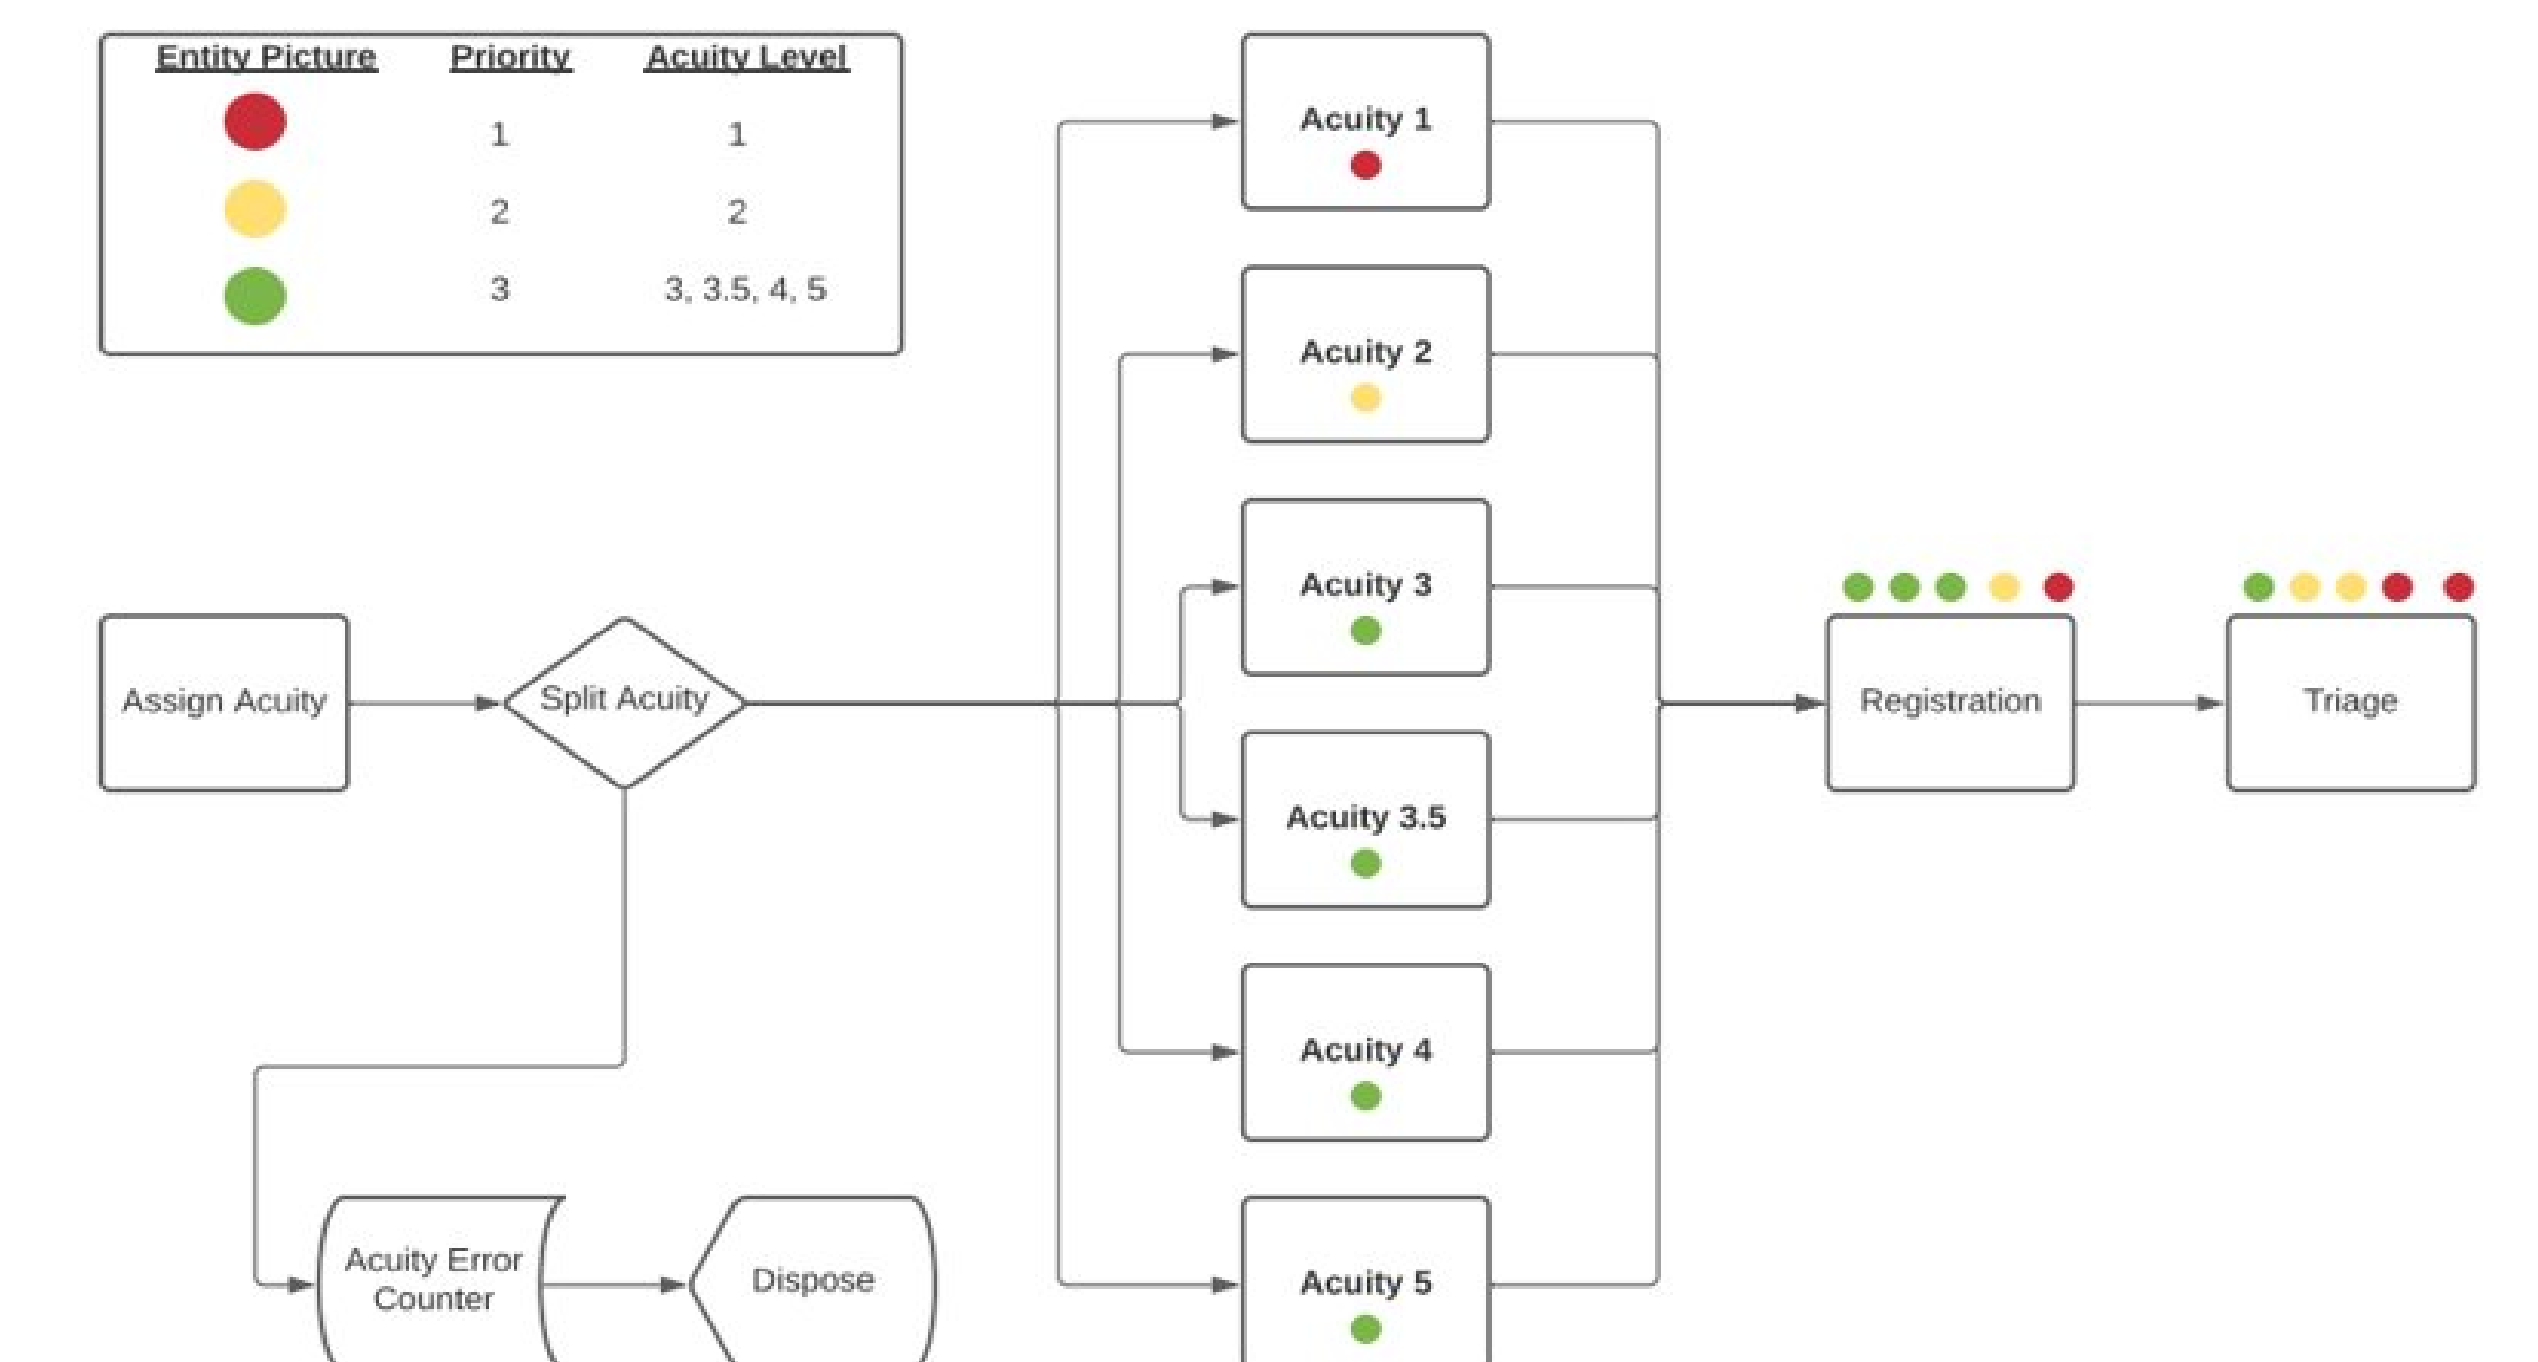 Entity Picture Priority Acuity Level
1 1
2 2
3 3, 3.5, 4, 5
Acuity 1
Acuity 2
Acuity 3
Assign Acuity
Split Acuity
Registration
Triage
Acuity 3.5
Acuity 4
Acuity Error
Counter
Dispose
Acuity 5